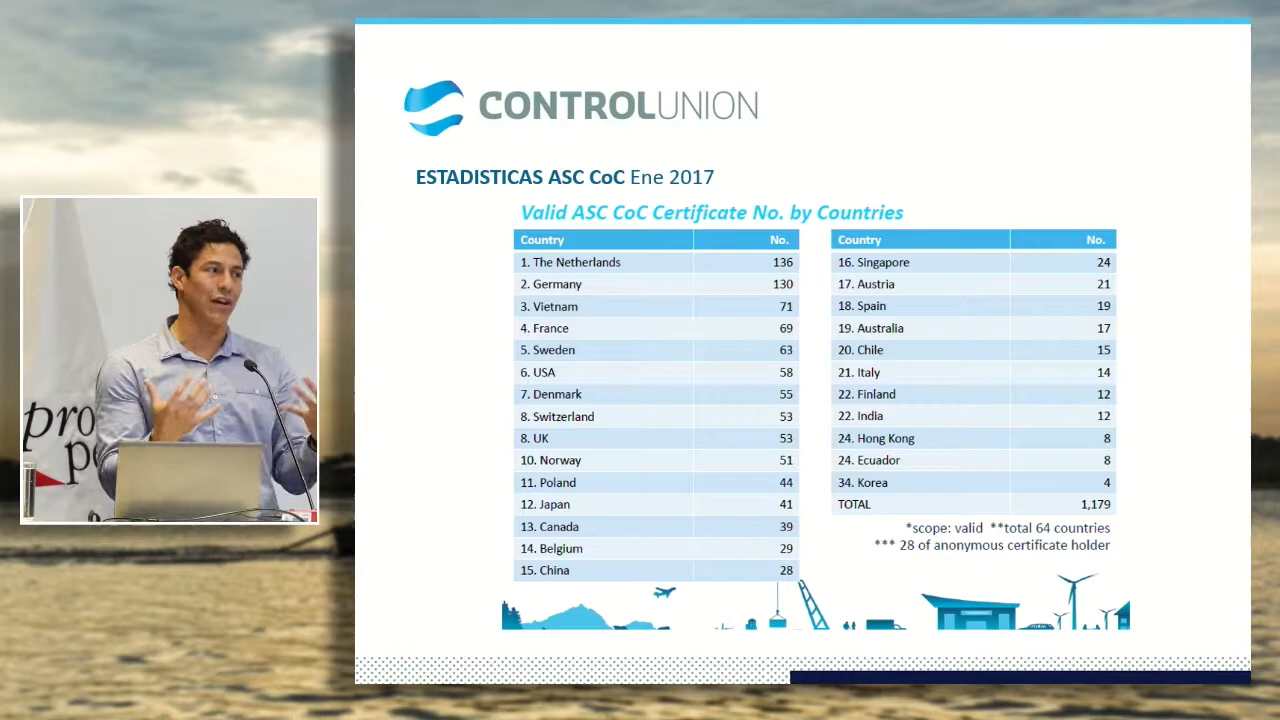 CONTROLUNION
ESTADISTICAS ASC CoC Ene 2017
Valid ASC CoC Certificate No. by Countries
Country No.
1. The Netherlands 136
2. Germany 130
3. Vietnam 71
4. France 69
5. Sweden 63
6. USA 58
7. Denmark 55
8. Switzerland 53
8. UK 53
10. Norway 51
11. Poland 44
12. Japan 41
13. Canada 39
14. Belgium 29
15. China 28
Country No.
16. Singapore 24
17. Austria 21
18. Spain 19
19. Australia 17
20. Chile 15
21. Italy 14
22. Finland 12
22. India 12
24. Hong Kong 8
24. Ecuador 8
34. Korea 4
TOTAL 1,179
*scope: valid **total 64 countries
*** 28 of anonymous certificate holder
pro
pe